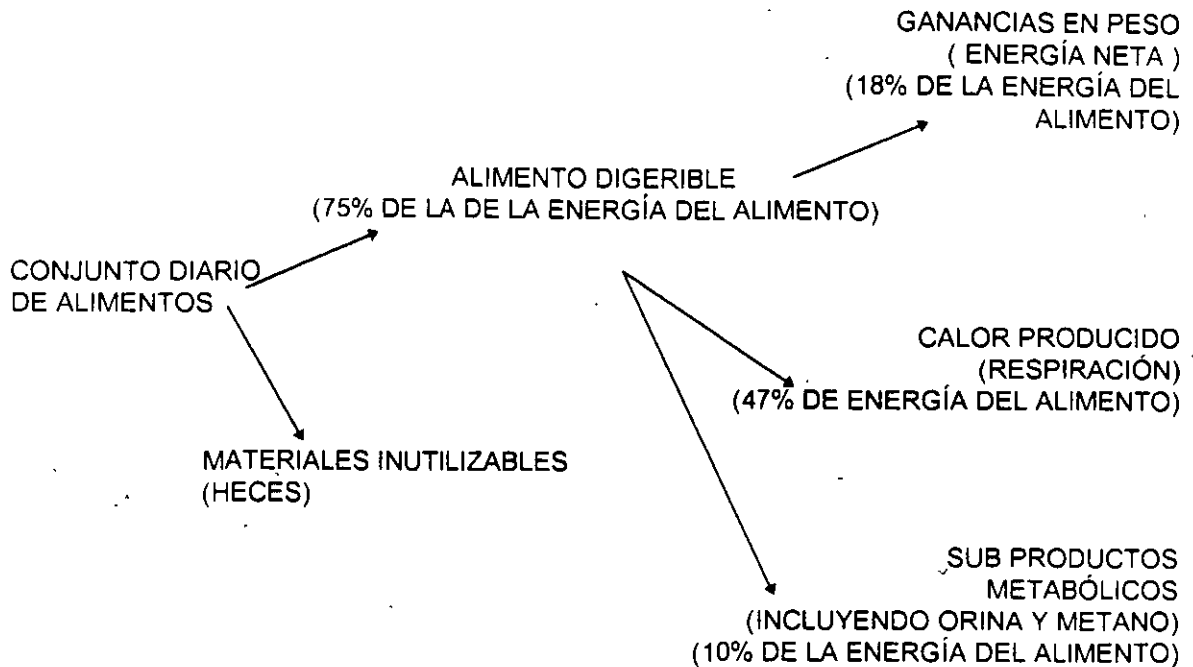 GANANCIAS EN PESO
( ENERGÍA NETA )
(18% DE LA ENERGÍA DEL
ALIMENTO)
ALIMENTO DIGERIBLE
(75% DE LA DE LA ENERGÍA DEL ALIMENTO)
CONJUNTO DIARIO
DE ALIMENTOS
CALOR PRODUCIDO
(RESPIRACIÓN)
(47% DE ENERGÍA DEL ALIMENTO)
MATERIALES INUTILIZABLES
(HECES)
SUB PRODUCTOS
METABÓLICOS
(INCLUYENDO ORINA Y METANO)
(10% DE LA ENERGÍA DEL ALIMENTO)